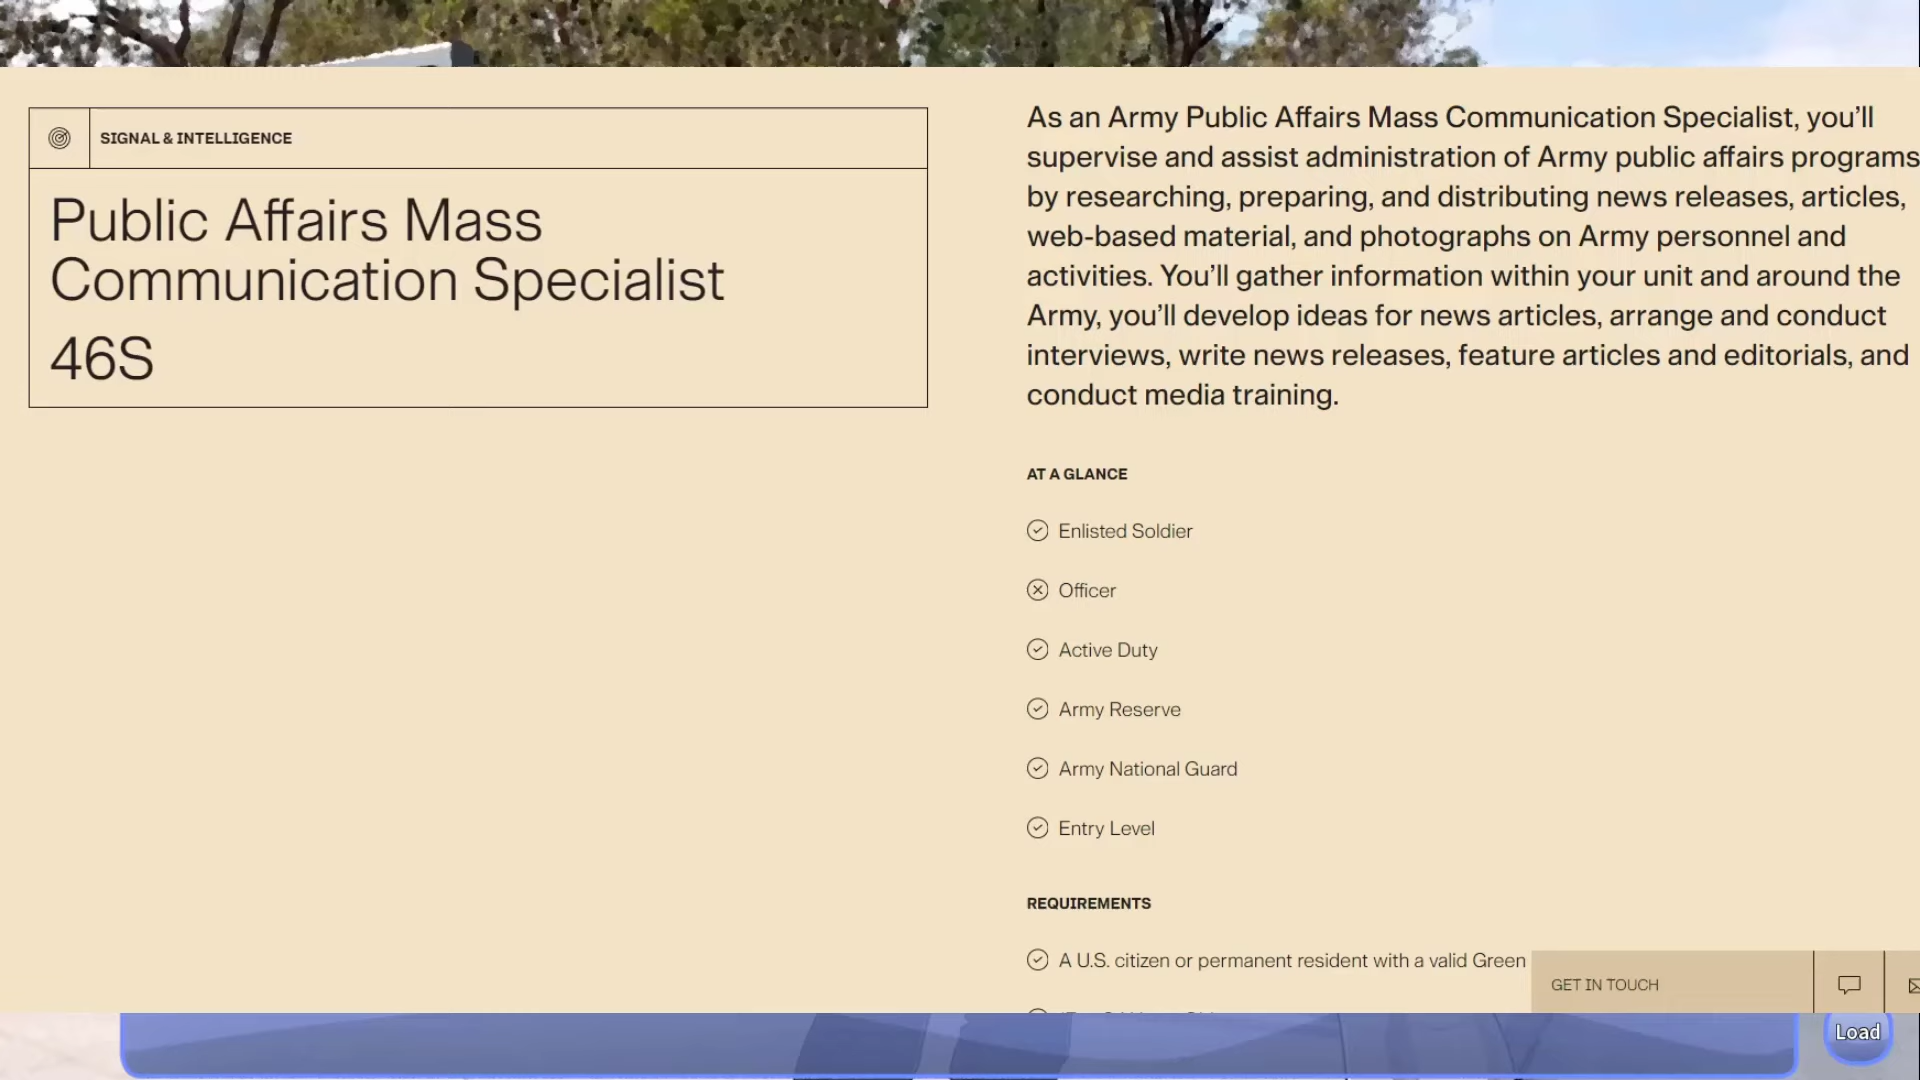 SIGNAL & INTELLIGENCE
Public Affairs Mass
Communication Specialist
46S
As an Army Public Affairs Mass Communication Specialist, you’ll
supervise and assist administration of Army public affairs programs
by researching, preparing, and distributing news releases, articles,
web-based material, and photographs on Army personnel and
activities. You’ll gather information within your unit and around the
Army, you’ll develop ideas for news articles, arrange and conduct
interviews, write news releases, feature articles and editorials, and
conduct media training.
AT A GLANCE
Enlisted Soldier
Officer
Active Duty
Army Reserve
Army National Guard
Entry Level
REQUIREMENTS
A U.S. citizen or permanent resident with a valid Green
GET IN TOUCH
Load